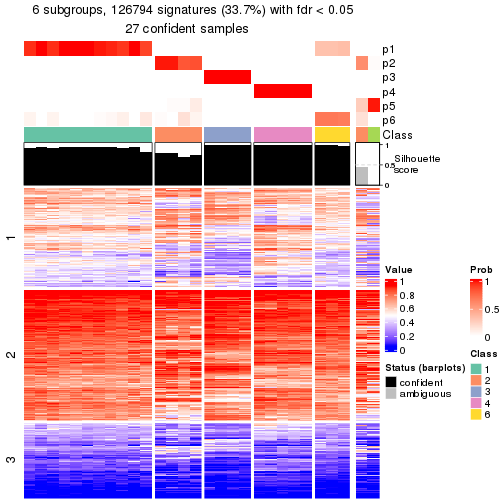 6 subgroups, 126794 signatures (33.7%) with fdr < 0.05
27 confident samples
p1
p2
p3
p4
p5
p6
Class
1
0.5
0
Silhouette
score
1
2
3
Value
1
0.8
0.6
0.4
0.2
0
Prob
1
0.5
0
Status (barplots)
confident
ambiguous
Class
1
2
3
4
6